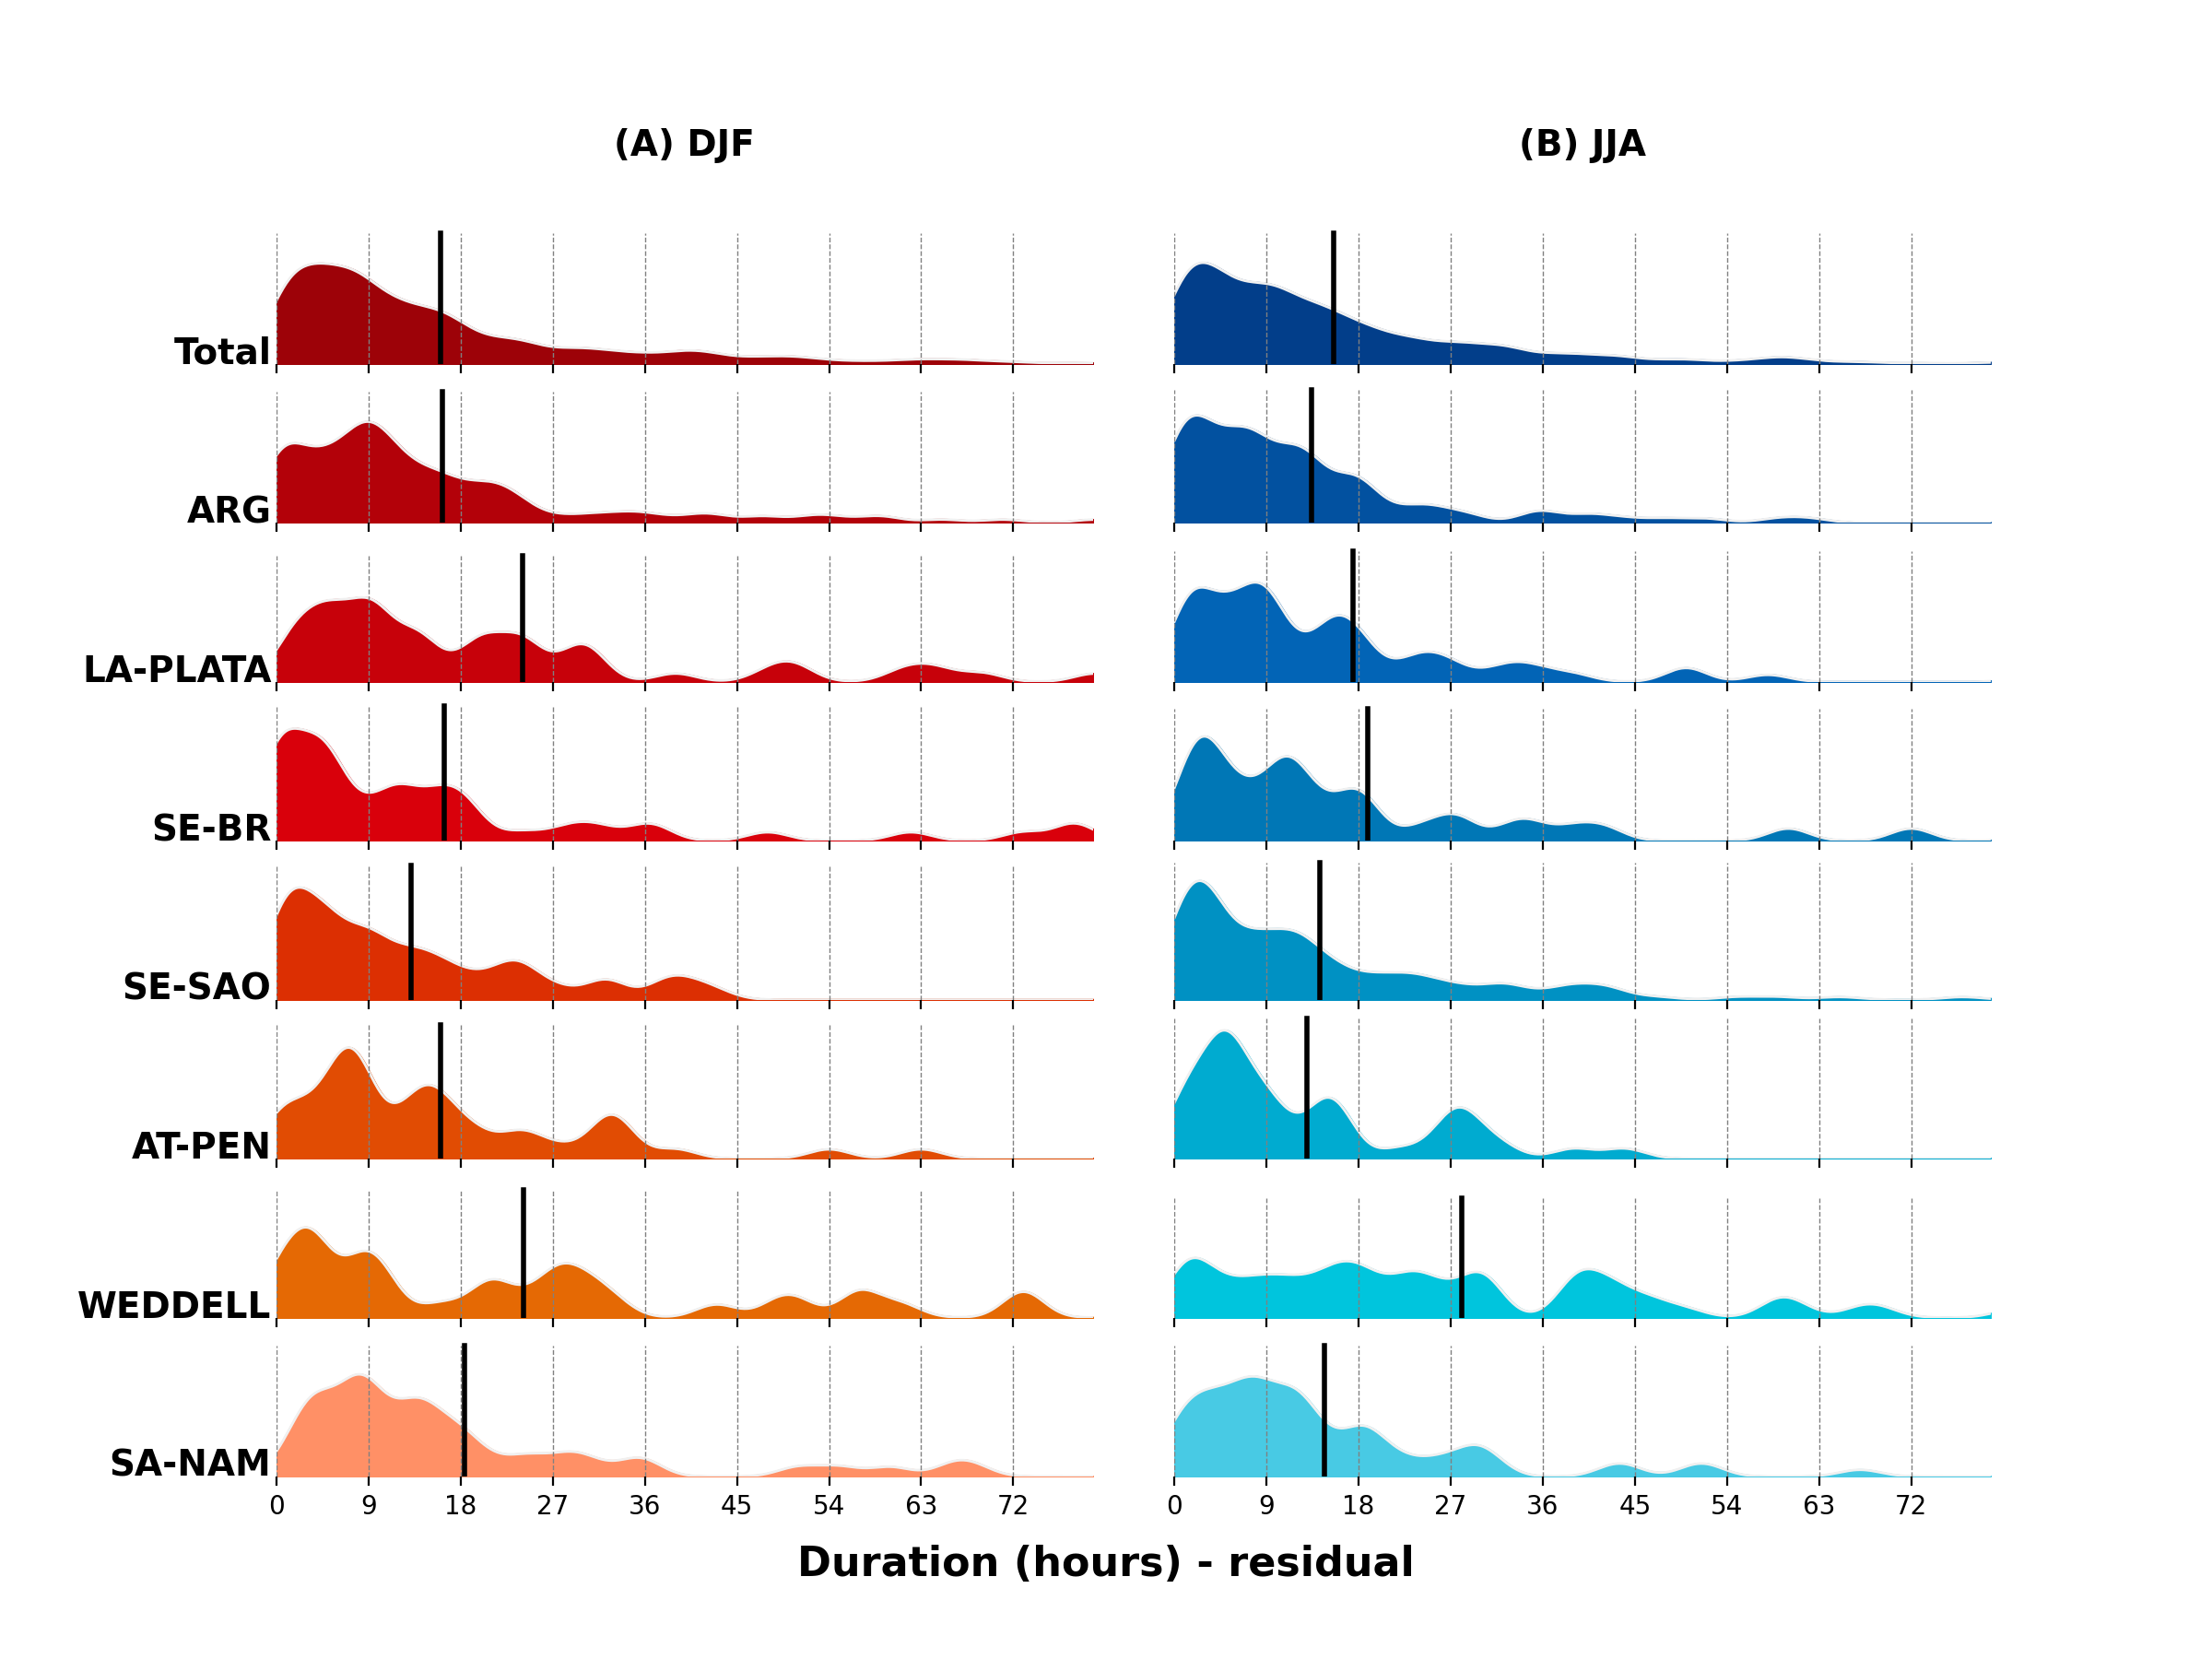 (A) DJF (B) JJA
Total
ARG
LA-PLATA
SE-BR
SE-SAO
AT-PEN
WEDDELL
SA-NAM
0 9 18 27 36 45 54 63 72 0 9 18 27 36 45 54 63 72
Duration (hours) - residual